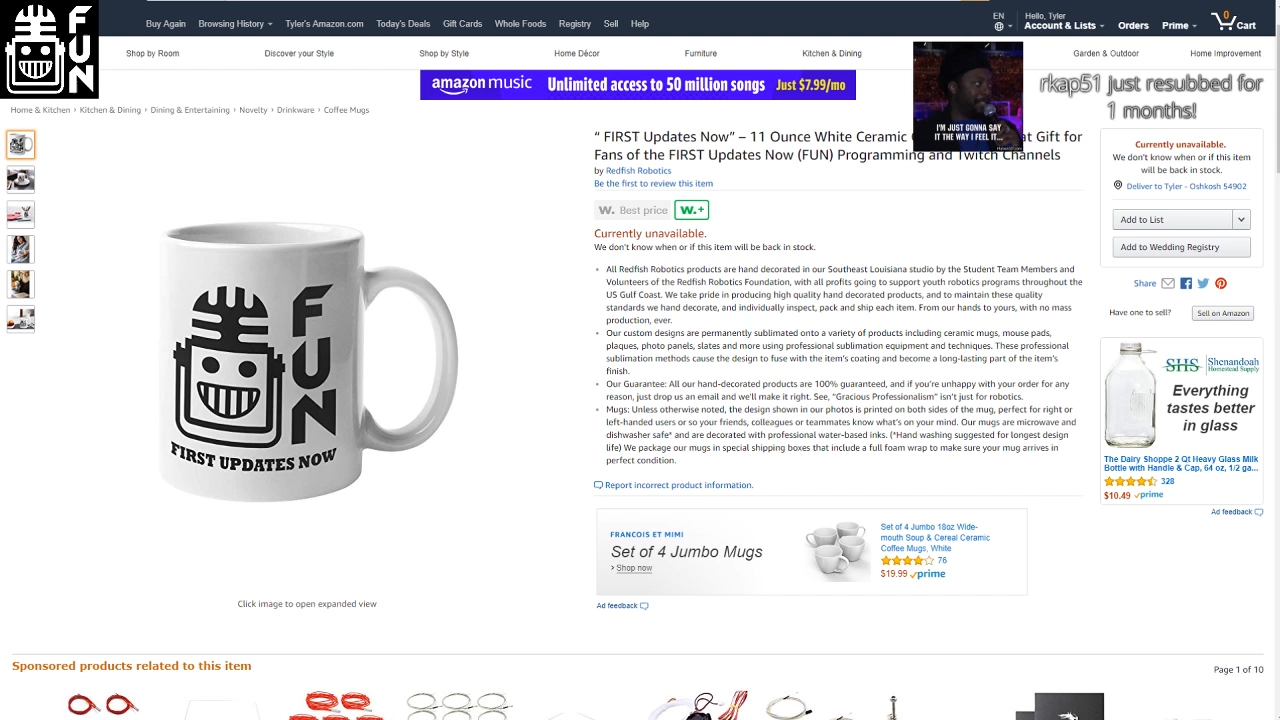 FUN
Buy Again
Browsing History
Tyler's Amazon.com
Today's Deals
Gift Cards
Whole Foods
Registry
Sell
Help
EN
Hello, Tyler
Account & Lists
Orders
Prime
0
Cart
Shop by Room
Discover your Style
Shop by Style
Home Décor
Furniture
Kitchen & Dining
Garden & Outdoor
Home Improvement
amazon music Unlimited access to 50 million songs Just $7.99/mo
I'M JUST GONNA SAY
IT THE WAY I FEEL IT...
rkap51 just resubbed for
1 months!
Home & Kitchen › Kitchen & Dining › Dining & Entertaining › Novelty › Drinkware › Coffee Mugs
FUN
FIRST UPDATES NOW
Click image to open expanded view
“ FIRST Updates Now” – 11 Ounce White Ceramic at Gift for
Fans of the FIRST Updates Now (FUN) Programming and Twitch Channels
by Redfish Robotics
Be the first to review this item
W. Best price
W.+
Currently unavailable.
We don't know when or if this item will be back in stock.
• All Redfish Robotics products are hand decorated in our Southeast Louisiana studio by the Student Team Members and
Volunteers of the Redfish Robotics Foundation, with all profits going to support youth robotics programs throughout the
US Gulf Coast. We take pride in producing high quality hand decorated products, and to maintain these quality
standards we hand decorate, and individually inspect, pack and ship each item. From our hands to yours, with no mass
production, ever.
• Our custom designs are permanently sublimated onto a variety of products including ceramic mugs, mouse pads,
plaques, photo panels, slates and more using professional sublimation equipment and techniques. These professional
sublimation methods cause the design to fuse with the item's coating and become a long-lasting part of the item's
finish.
• Our Guarantee: All our hand-decorated products are 100% guaranteed, and if you're unhappy with your order for any
reason, just drop us an email and we'll make it right. See, “Gracious Professionalism” isn't just for robotics.
• Mugs: Unless otherwise noted, the design shown in our photos is printed on both sides of the mug, perfect for right or
left-handed users or so your friends, colleagues or teammates know what's on your mind. Our mugs are microwave and
dishwasher safe* and are decorated with professional water-based inks. (*Hand washing suggested for longest design
life) We package our mugs in special shipping boxes that include a full foam wrap to make sure your mug arrives in
perfect condition.
Report incorrect product information.
FRANCOIS ET MIMI
Set of 4 Jumbo Mugs
› Shop now
Set of 4 Jumbo 18oz Wide-
mouth Soup & Cereal Ceramic
Coffee Mugs, White
76
$19.99 prime
Ad feedback
Currently unavailable.
We don't know when or if this item
will be back in stock.
Deliver to Tyler - Oshkosh 54902
Add to List
Add to Wedding Registry
Share
Have one to sell?
Sell on Amazon
SHS Shenandoah
Homestead Supply
Everything
tastes better
in glass
The Dairy Shoppe 2 Qt Heavy Glass Milk
Bottle with Handle & Cap, 64 oz, 1/2 ga...
328
$10.49 prime
Ad feedback
Sponsored products related to this item
Page 1 of 10